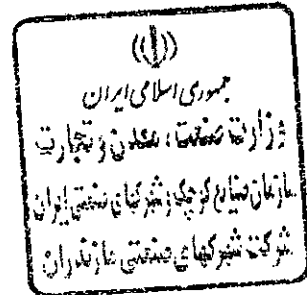 جمهوری اسلامی ایران
وزارت صنعت، معدن و تجارت
سازمان صنایع کوچک و شهرکهای صنعتی ایران
شرکت شهرکهای صنعتی مازندران